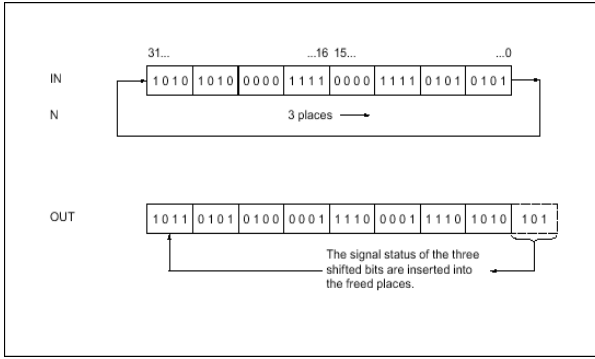 31... ...16 15... ...0
IN 1010 1010 0000 1111 0000 1111 0101 0101
N 3 places
OUT 1011 0101 0100 0001 1110 0001 1110 1010 101
The signal status of the three
shifted bits are inserted into
the freed places.